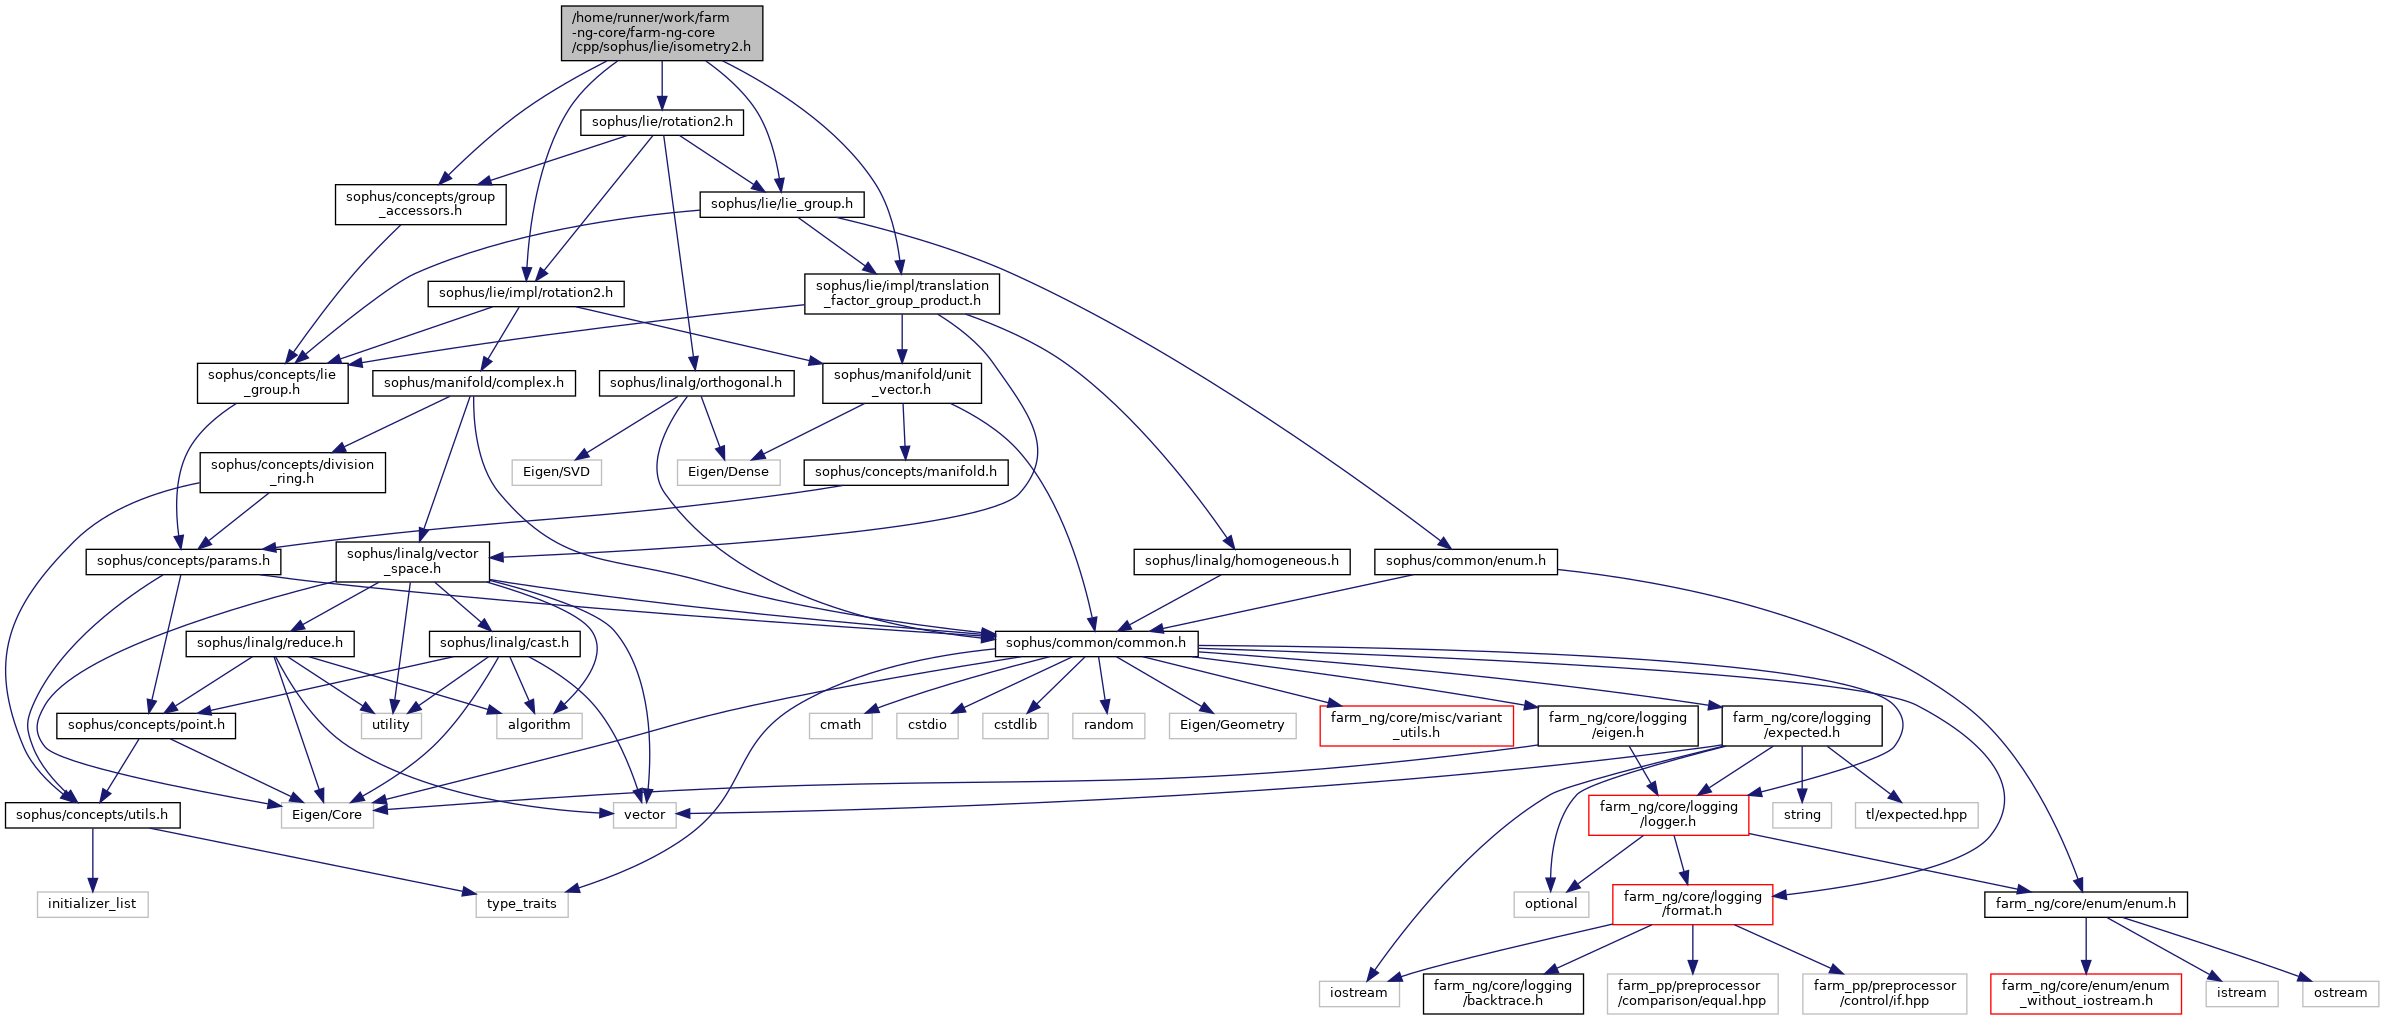 /home/runner/work/farm
-ng-core/farm-ng-core
/cpp/sophus/lie/isometry2.h
sophus/lie/rotation2.h
sophus/concepts/group
_accessors.h
sophus/lie/lie_group.h
sophus/lie/impl/rotation2.h
sophus/lie/impl/translation
_factor_group_product.h
sophus/concepts/lie
_group.h
sophus/manifold/complex.h
sophus/linalg/orthogonal.h
sophus/manifold/unit
_vector.h
sophus/concepts/division
_ring.h
Eigen/SVD
Eigen/Dense
sophus/concepts/manifold.h
sophus/concepts/params.h
sophus/linalg/vector
_space.h
sophus/linalg/homogeneous.h
sophus/common/enum.h
sophus/linalg/reduce.h
sophus/linalg/cast.h
sophus/common/common.h
sophus/concepts/point.h
utility
algorithm
cmath
cstdio
cstdlib
random
Eigen/Geometry
farm_ng/core/misc/variant
_utils.h
farm_ng/core/logging
/eigen.h
farm_ng/core/logging
/expected.h
sophus/concepts/utils.h
Eigen/Core
vector
farm_ng/core/logging
/logger.h
string
tl/expected.hpp
initializer_list
type_traits
optional
farm_ng/core/logging
/format.h
farm_ng/core/enum/enum.h
iostream
farm_ng/core/logging
/backtrace.h
farm_pp/preprocessor
/comparison/equal.hpp
farm_pp/preprocessor
/control/if.hpp
farm_ng/core/enum/enum
_without_iostream.h
istream
ostream